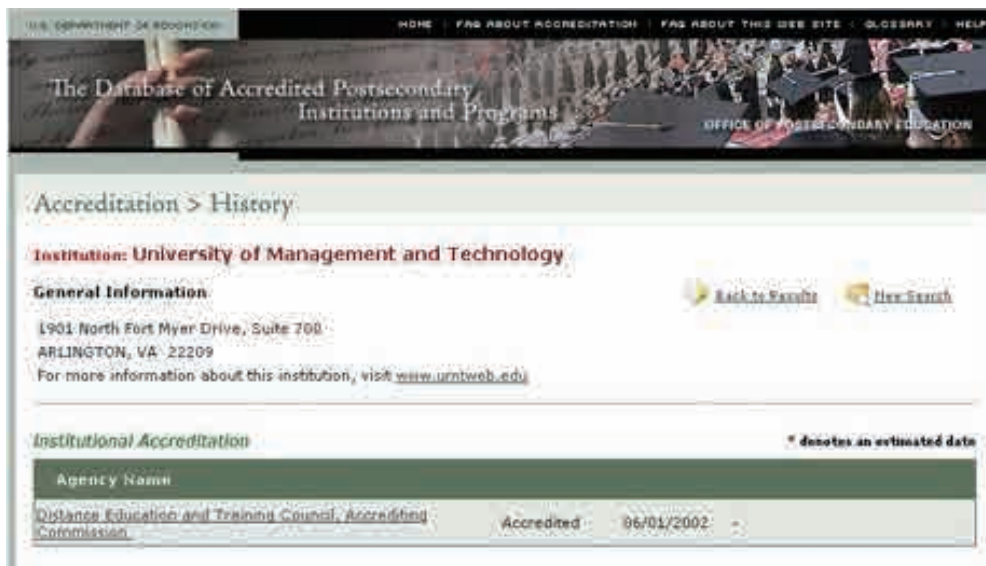 U.S. DEPARTMENT OF EDUCATION
HOME | FAQ ABOUT ACCREDITATION | FAQ ABOUT THIS WEB SITE | GLOSSARY | HELP
The Database of Accredited Postsecondary
Institutions and Programs
OFFICE OF POSTSECONDARY EDUCATION
Accreditation > History
Institution: University of Management and Technology
General Information
Back to Results
New Search
1901 North Fort Myer Drive, Suite 700
ARLINGTON, VA 22209
For more information about this institution, visit www.umtweb.edu
Institutional Accreditation
* denotes an estimated date
Agency Name
Distance Education and Training Council, Accrediting Accredited 06/01/2002 -
Commission